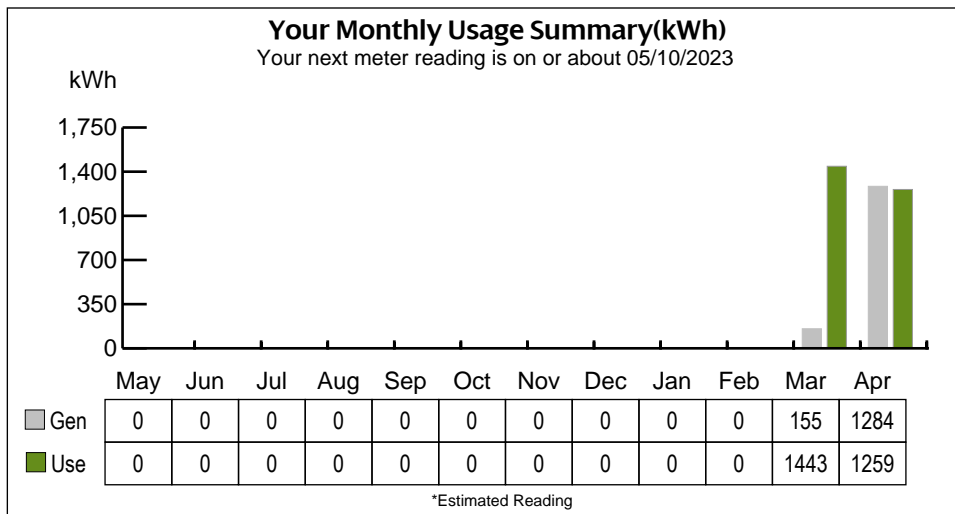 Your Monthly Usage Summary(kWh)
Your next meter reading is on or about 05/10/2023
kWh
1,750
1,400
1,050
700
350
0
May Jun Jul Aug Sep Oct Nov Dec Jan Feb Mar Apr
Gen 0 0 0 0 0 0 0 0 0 0 155 1284
Use 0 0 0 0 0 0 0 0 0 0 1443 1259
*Estimated Reading